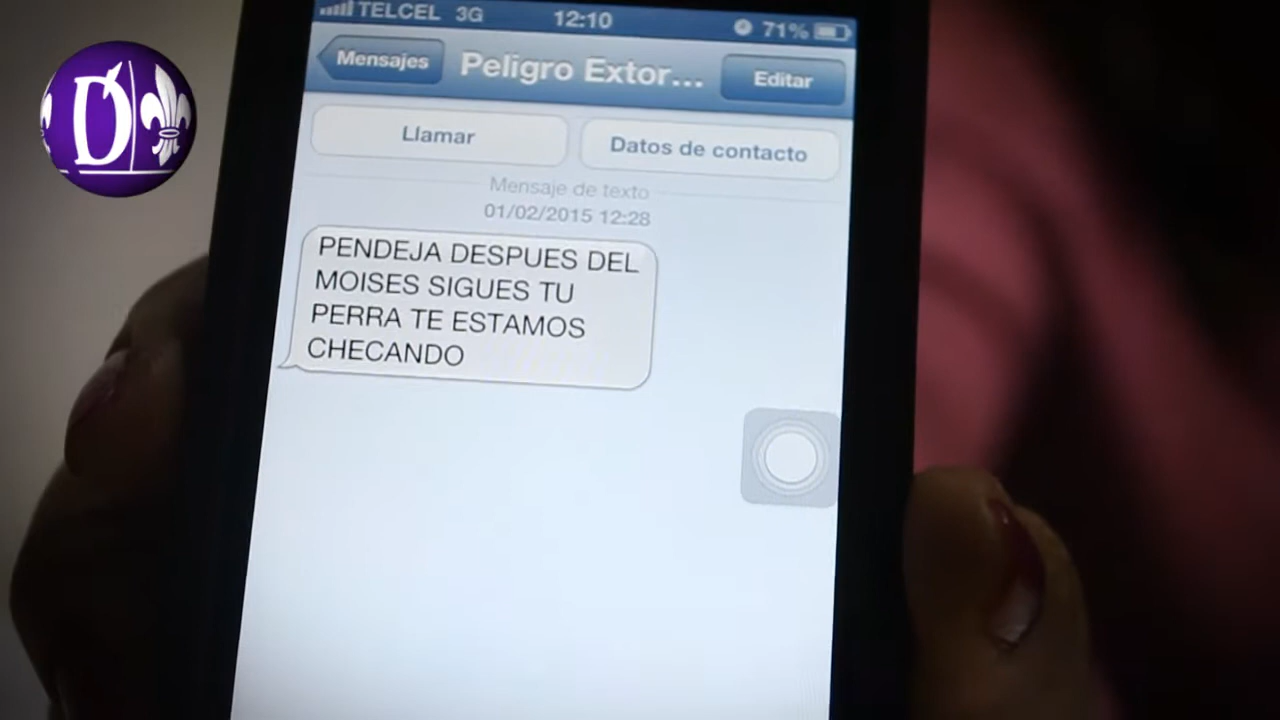 D'
TELCEL 3G 12:10 71%
Mensajes Peligro Extor... Editar
Llamar Datos de contacto
Mensaje de texto
01/02/2015 12:28
PENDEJA DESPUES DEL
MOISES SIGUES TU
PERRA TE ESTAMOS
CHECANDO